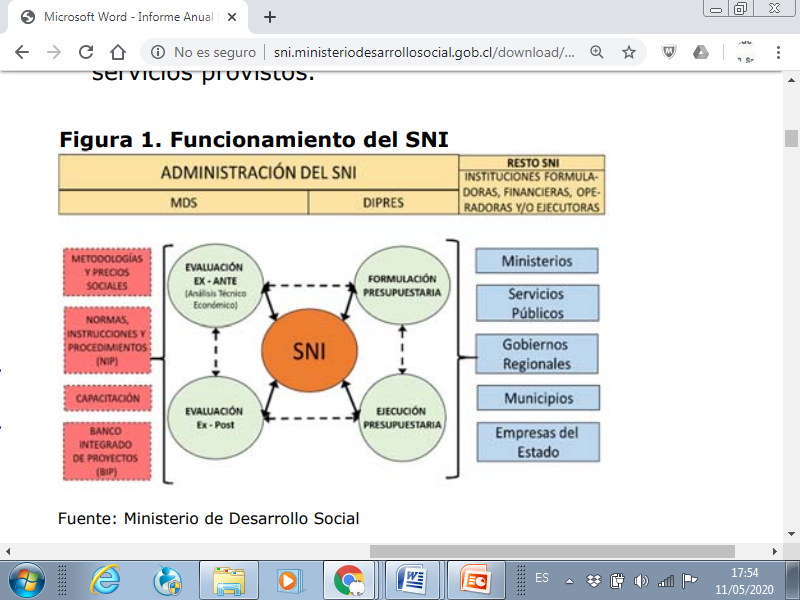 Microsoft Word - Informe Anual
No es seguro
sni.ministeriodesarrollosocial.gob.cl/download/...
servicios provistos.
Figura 1. Funcionamiento del SNI
ADMINISTRACIÓN DEL SNI
MDS
DIPRES
RESTO SNI
INSTITUCIONES FORMULA-
DORAS, FINANCIERAS, OPE-
RADORAS Y/O EJECUTORAS
METODOLOGÍAS
Y PRECIOS
SOCIALES
NORMAS,
INSTRUCCIONES Y
PROCEDIMIENTOS
(NIP)
CAPACITACIÓN
BANCO
INTEGRADO
DE PROYECTOS
(BIP)
EVALUACIÓN
EX - ANTE
(Análisis Técnico
Económico)
FORMULACIÓN
PRESUPUESTARIA
SNI
EVALUACIÓN
Ex - Post
EJECUCIÓN
PRESUPUESTARIA
Ministerios
Servicios
Públicos
Gobiernos
Regionales
Municipios
Empresas del
Estado
Fuente: Ministerio de Desarrollo Social
ES
17:54
11/05/2020